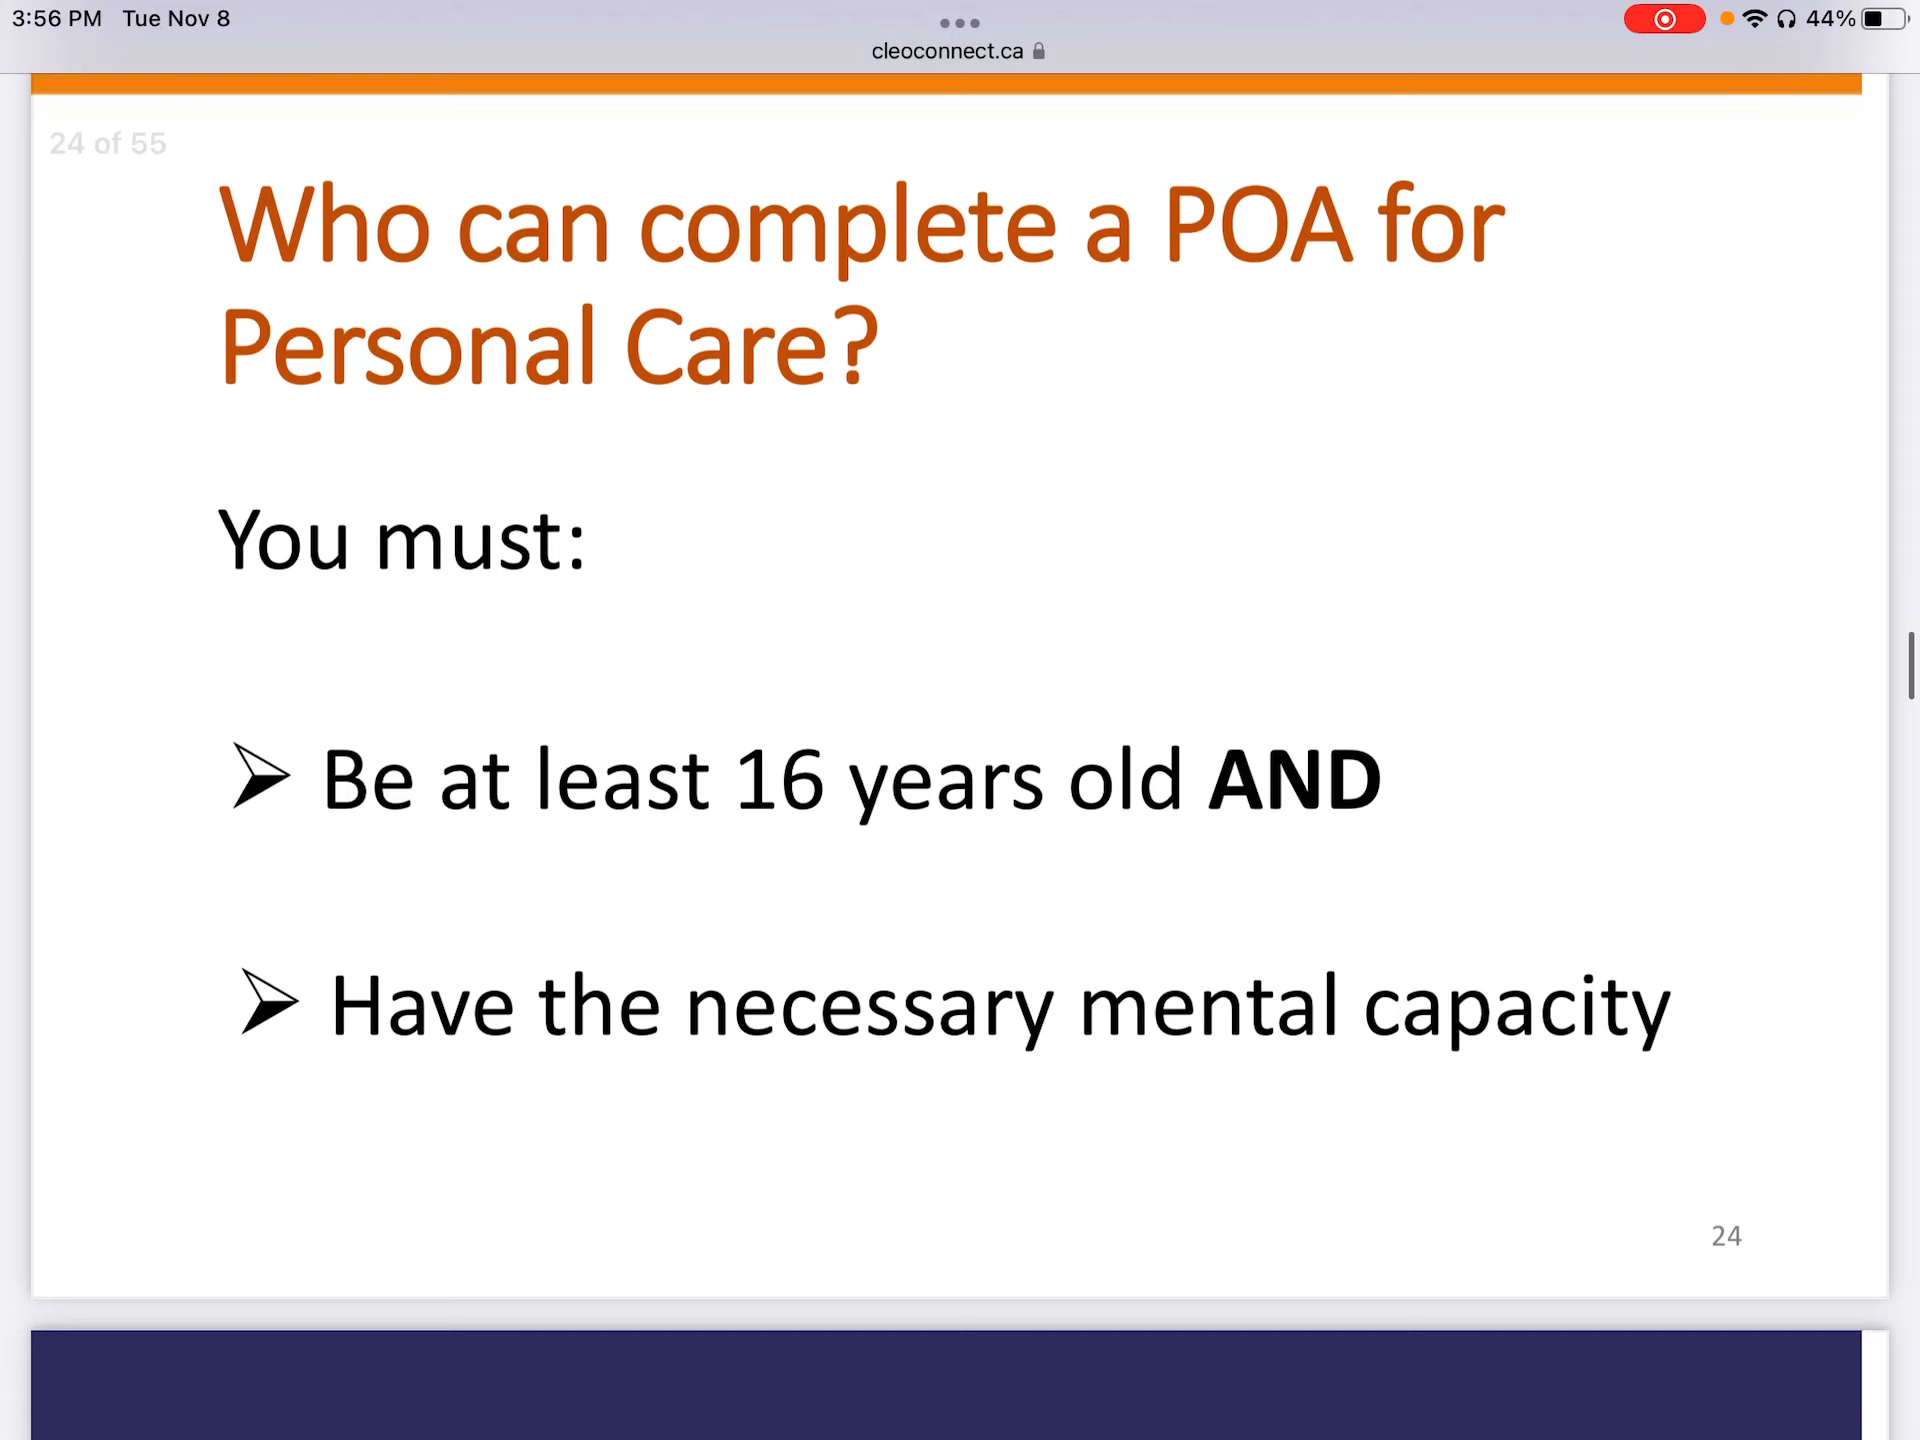 3:56 PM Tue Nov 8
44%
cleoconnect.ca
24 of 55
Who can complete a POA for
Personal Care?
You must:
Be at least 16 years old AND
Have the necessary mental capacity
24